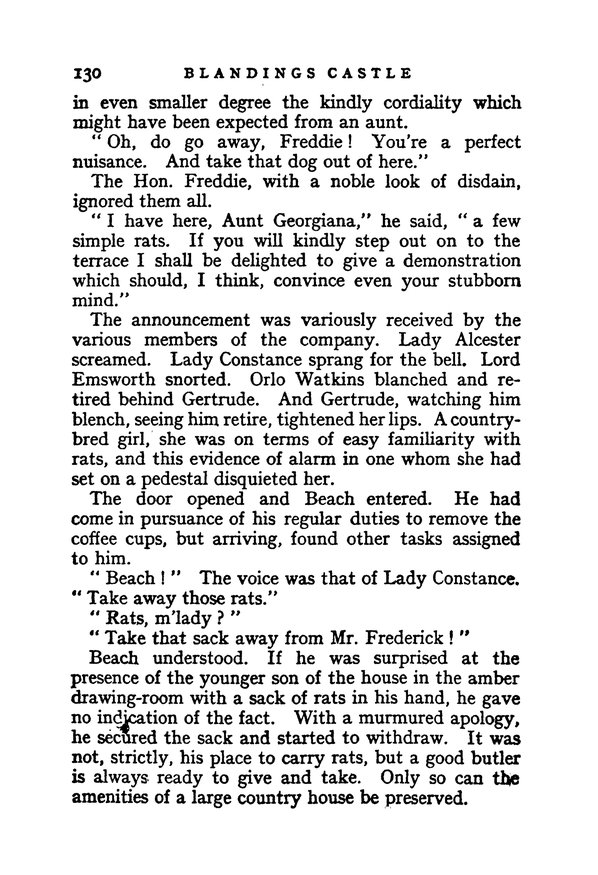 130 BLANDINGS CASTLE
in even smaller degree the kindly cordiality which
might have been expected from an aunt.
“ Oh, do go away, Freddie ! You're a perfect
nuisance. And take that dog out of here.”
The Hon. Freddie, with a noble look of disdain,
ignored them all.
“ I have here, Aunt Georgiana,” he said, “ a few
simple rats. If you will kindly step out on to the
terrace I shall be delighted to give a demonstration
which should, I think, convince even your stubborn
mind.”
The announcement was variously received by the
various members of the company. Lady Alcester
screamed. Lady Constance sprang for the bell. Lord
Emsworth snorted. Orlo Watkins blanched and re-
tired behind Gertrude. And Gertrude, watching him
blench, seeing him retire, tightened her lips. A country-
bred girl, she was on terms of easy familiarity with
rats, and this evidence of alarm in one whom she had
set on a pedestal disquieted her.
The door opened and Beach entered. He had
come in pursuance of his regular duties to remove the
coffee cups, but arriving, found other tasks assigned
to him.
“ Beach ! ” The voice was that of Lady Constance.
“ Take away those rats.”
“ Rats, m'lady ? ”
“ Take that sack away from Mr. Frederick ! ”
Beach understood. If he was surprised at the
presence of the younger son of the house in the amber
drawing-room with a sack of rats in his hand, he gave
no indication of the fact. With a murmured apology,
he secured the sack and started to withdraw. It was
not, strictly, his place to carry rats, but a good butler
is always ready to give and take. Only so can the
amenities of a large country house be preserved.